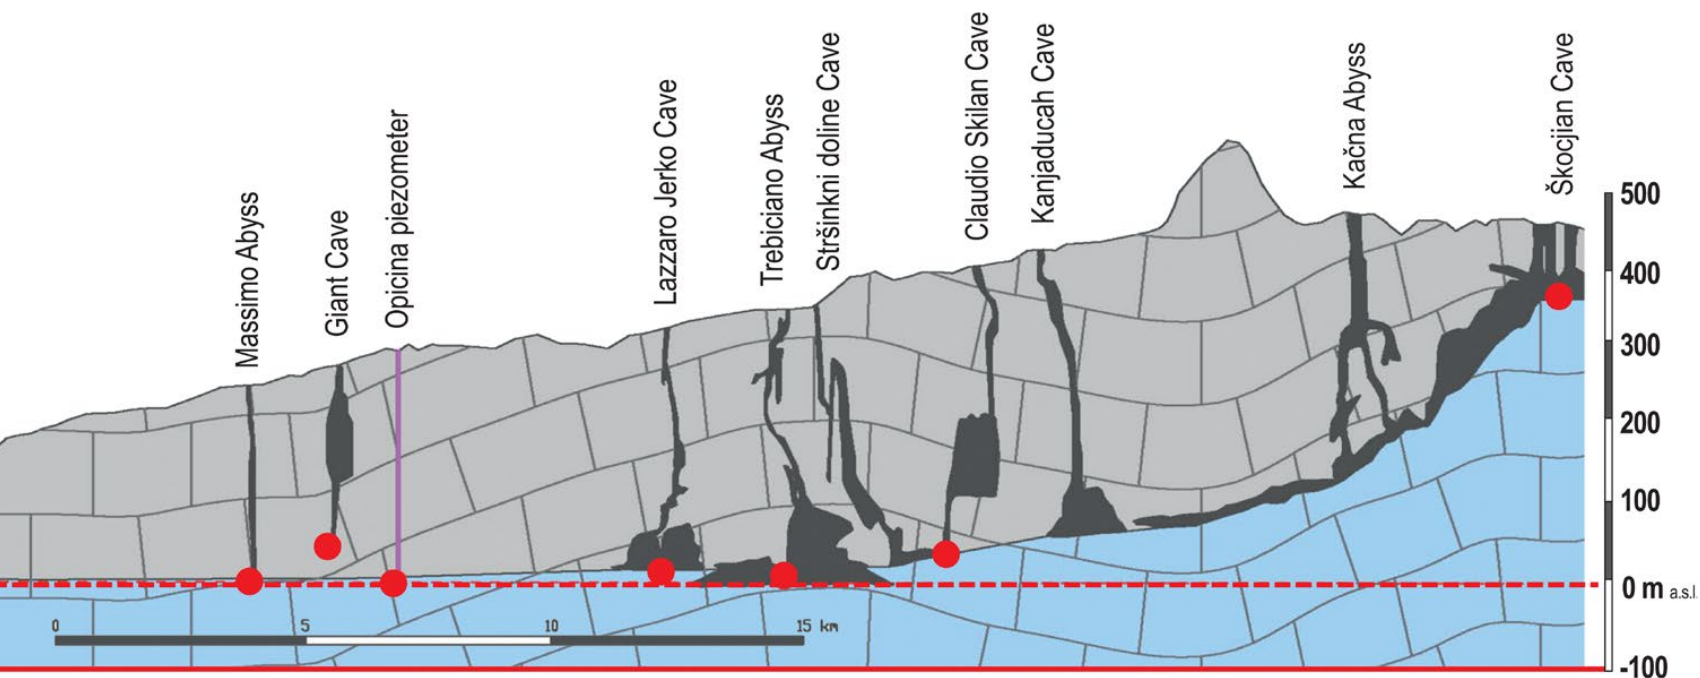 Massimo Abyss
Giant Cave
Opicina piezometer
Lazzaro Jerko Cave
Trebiciano Abyss
Stršinkni doline Cave
Claudio Skilan Cave
Kanjaducah Cave
Kačna Abyss
Škocjian Cave
500
400
300
200
100
0 m a.s.l.
-100
0 5 10 15 km